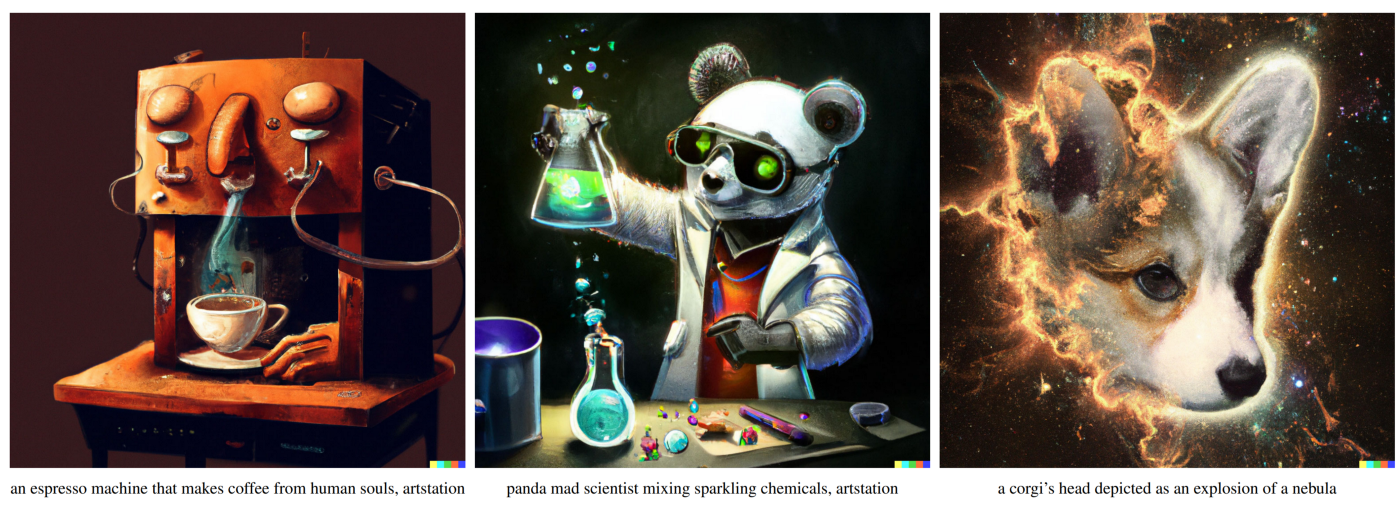 an espresso machine that makes coffee from human souls, artstation
panda mad scientist mixing sparkling chemicals, artstation
a corgi's head depicted as an explosion of a nebula